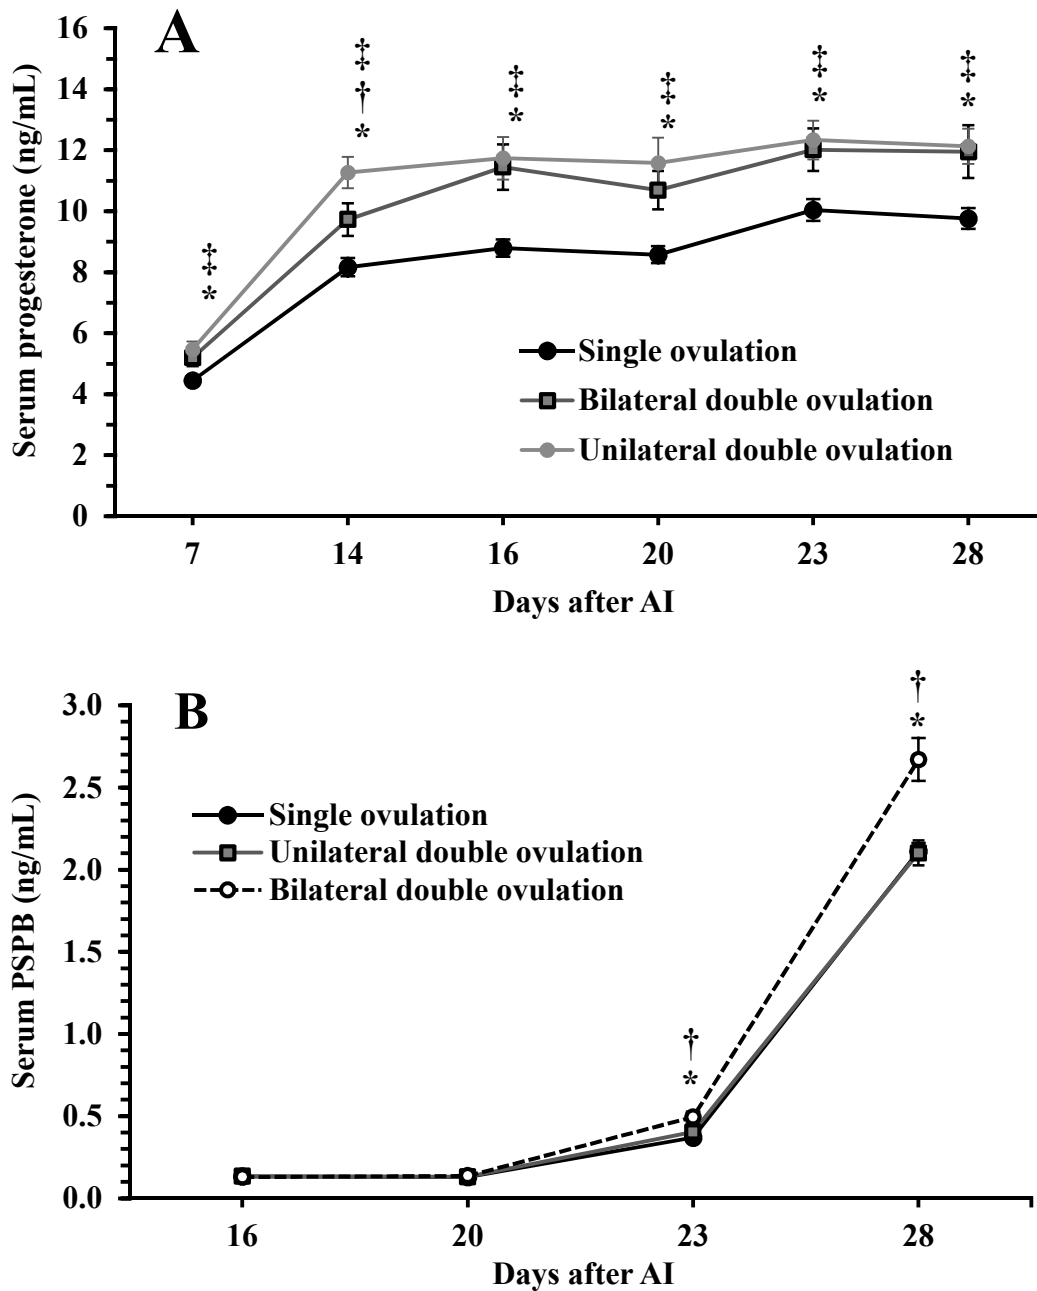 A
Serum progesterone (ng/mL)
16
14
12
10
8
6
4
2
0
‡
*
‡
†
*
‡
*
‡
*
‡
*
‡
*
Single ovulation
Bilateral double ovulation
Unilateral double ovulation
7 14 16 20 23 28
Days after AI
B
Serum PSPB (ng/mL)
3.0
2.5
2.0
1.5
1.0
0.5
0.0
†
*
†
*
Single ovulation
Unilateral double ovulation
Bilateral double ovulation
16 20 23 28
Days after AI